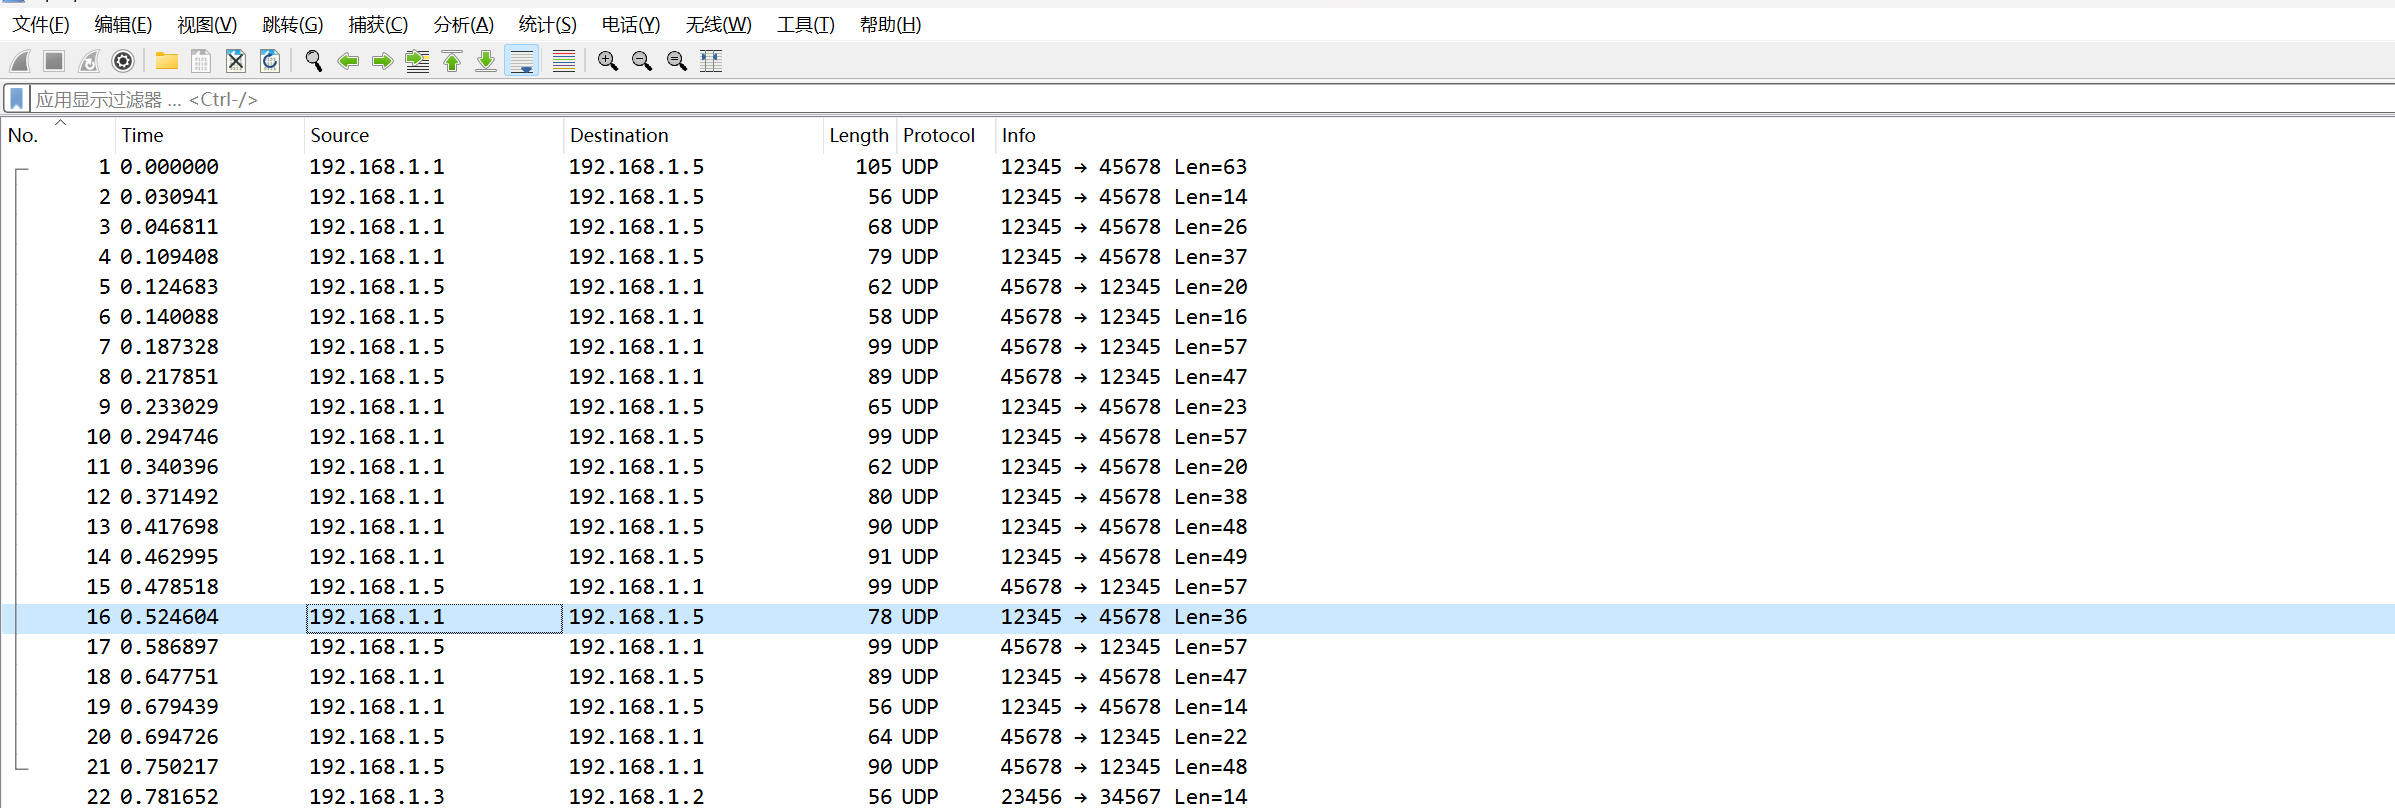 文件(F) 编辑(E) 视图(V) 跳转(G) 捕获(C) 分析(A) 统计(S) 电话(Y) 无线(W) 工具(T) 帮助(H)
应用显示过滤器 … <Ctrl-/>
No. Time Source Destination Length Protocol Info
1 0.000000 192.168.1.1 192.168.1.5 105 UDP 12345 → 45678 Len=63
2 0.030941 192.168.1.1 192.168.1.5 56 UDP 12345 → 45678 Len=14
3 0.046811 192.168.1.1 192.168.1.5 68 UDP 12345 → 45678 Len=26
4 0.109408 192.168.1.1 192.168.1.5 79 UDP 12345 → 45678 Len=37
5 0.124683 192.168.1.5 192.168.1.1 62 UDP 45678 → 12345 Len=20
6 0.140088 192.168.1.5 192.168.1.1 58 UDP 45678 → 12345 Len=16
7 0.187328 192.168.1.5 192.168.1.1 99 UDP 45678 → 12345 Len=57
8 0.217851 192.168.1.5 192.168.1.1 89 UDP 45678 → 12345 Len=47
9 0.233029 192.168.1.1 192.168.1.5 65 UDP 12345 → 45678 Len=23
10 0.294746 192.168.1.1 192.168.1.5 99 UDP 12345 → 45678 Len=57
11 0.340396 192.168.1.1 192.168.1.5 62 UDP 12345 → 45678 Len=20
12 0.371492 192.168.1.1 192.168.1.5 80 UDP 12345 → 45678 Len=38
13 0.417698 192.168.1.1 192.168.1.5 90 UDP 12345 → 45678 Len=48
14 0.462995 192.168.1.1 192.168.1.5 91 UDP 12345 → 45678 Len=49
15 0.478518 192.168.1.5 192.168.1.1 99 UDP 45678 → 12345 Len=57
16 0.524604 192.168.1.1 192.168.1.5 78 UDP 12345 → 45678 Len=36
17 0.586897 192.168.1.5 192.168.1.1 99 UDP 45678 → 12345 Len=57
18 0.647751 192.168.1.1 192.168.1.5 89 UDP 12345 → 45678 Len=47
19 0.679439 192.168.1.1 192.168.1.5 56 UDP 12345 → 45678 Len=14
20 0.694726 192.168.1.5 192.168.1.1 64 UDP 45678 → 12345 Len=22
21 0.750217 192.168.1.5 192.168.1.1 90 UDP 45678 → 12345 Len=48
22 0.781652 192.168.1.3 192.168.1.2 56 UDP 23456 → 34567 Len=14